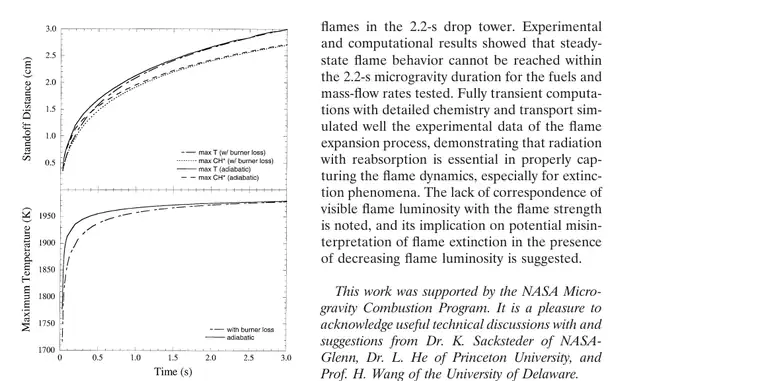 3.0
2.5
2.0
1.5
1.0
0.5
Standoff Distance (cm)
max T (w/ burner loss)
max CH* (w/ burner loss)
max T (adiabatic)
max CH* (adiabatic)
1950
1900
1850
1800
1750
1700
Maximum Temperature (K)
with burner loss
adiabatic
0 0.5 1.0 1.5 2.0 2.5 3.0
Time (s)
flames in the 2.2-s drop tower. Experimental
and computational results showed that steady-
state flame behavior cannot be reached within
the 2.2-s microgravity duration for the fuels and
mass-flow rates tested. Fully transient computa-
tions with detailed chemistry and transport sim-
ulated well the experimental data of the flame
expansion process, demonstrating that radiation
with reabsorption is essential in properly cap-
turing the flame dynamics, especially for extinc-
tion phenomena. The lack of correspondence of
visible flame luminosity with the flame strength
is noted, and its implication on potential misin-
terpretation of flame extinction in the presence
of decreasing flame luminosity is suggested.
This work was supported by the NASA Micro-
gravity Combustion Program. It is a pleasure to
acknowledge useful technical discussions with and
suggestions from Dr. K. Sacksteder of NASA-
Glenn, Dr. L. He of Princeton University, and
Prof. H. Wang of the University of Delaware.